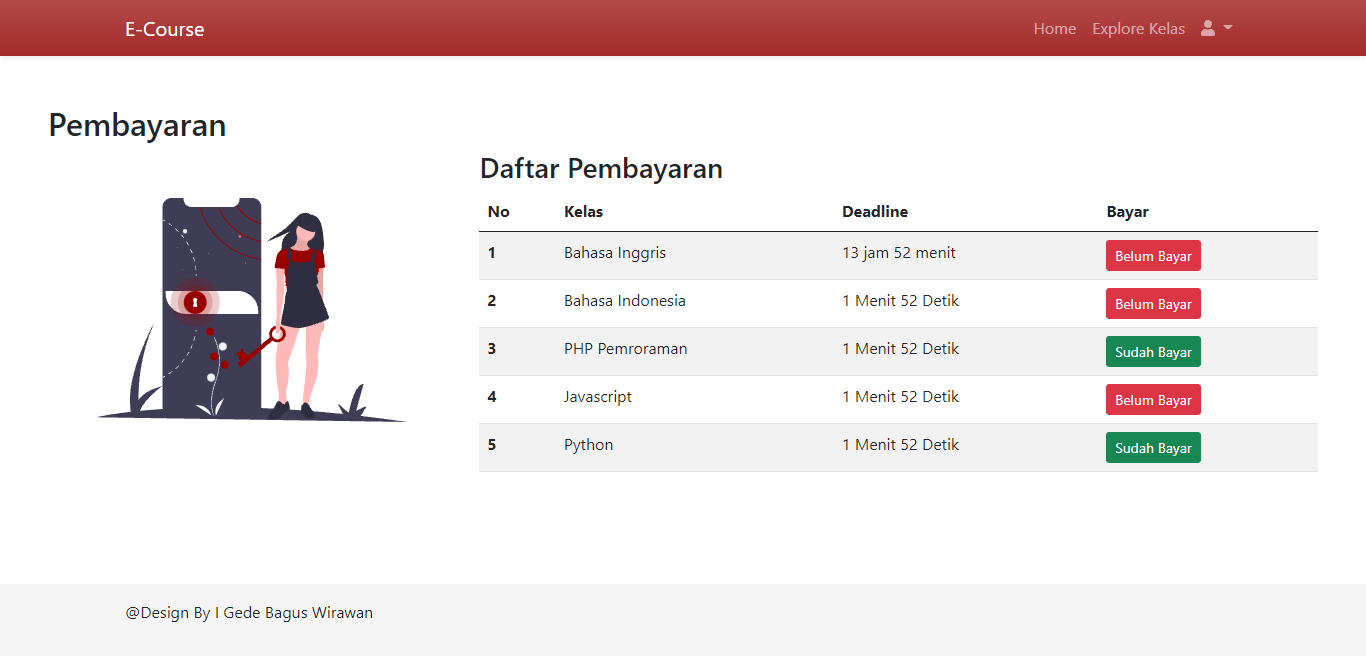 E-Course Home Explore Kelas
Pembayaran
Daftar Pembayaran
No Kelas Deadline Bayar
1 Bahasa Inggris 13 jam 52 menit Belum Bayar
2 Bahasa Indonesia 1 Menit 52 Detik Belum Bayar
3 PHP Pemroraman 1 Menit 52 Detik Sudah Bayar
4 Javascript 1 Menit 52 Detik Belum Bayar
5 Python 1 Menit 52 Detik Sudah Bayar
@Design By I Gede Bagus Wirawan